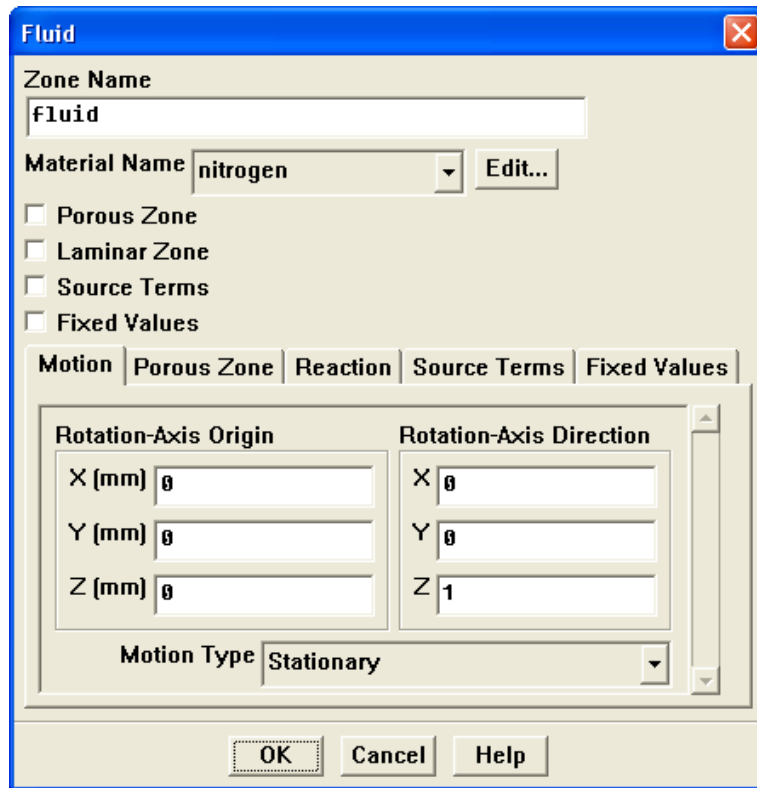 Fluid
Zone Name
fluid
Material Name nitrogen Edit...
Porous Zone
Laminar Zone
Source Terms
Fixed Values
Motion Porous Zone Reaction Source Terms Fixed Values
Rotation-Axis Origin Rotation-Axis Direction
X (mm) 0 X 0
Y (mm) 0 Y 0
Z (mm) 0 Z 1
Motion Type Stationary
OK Cancel Help